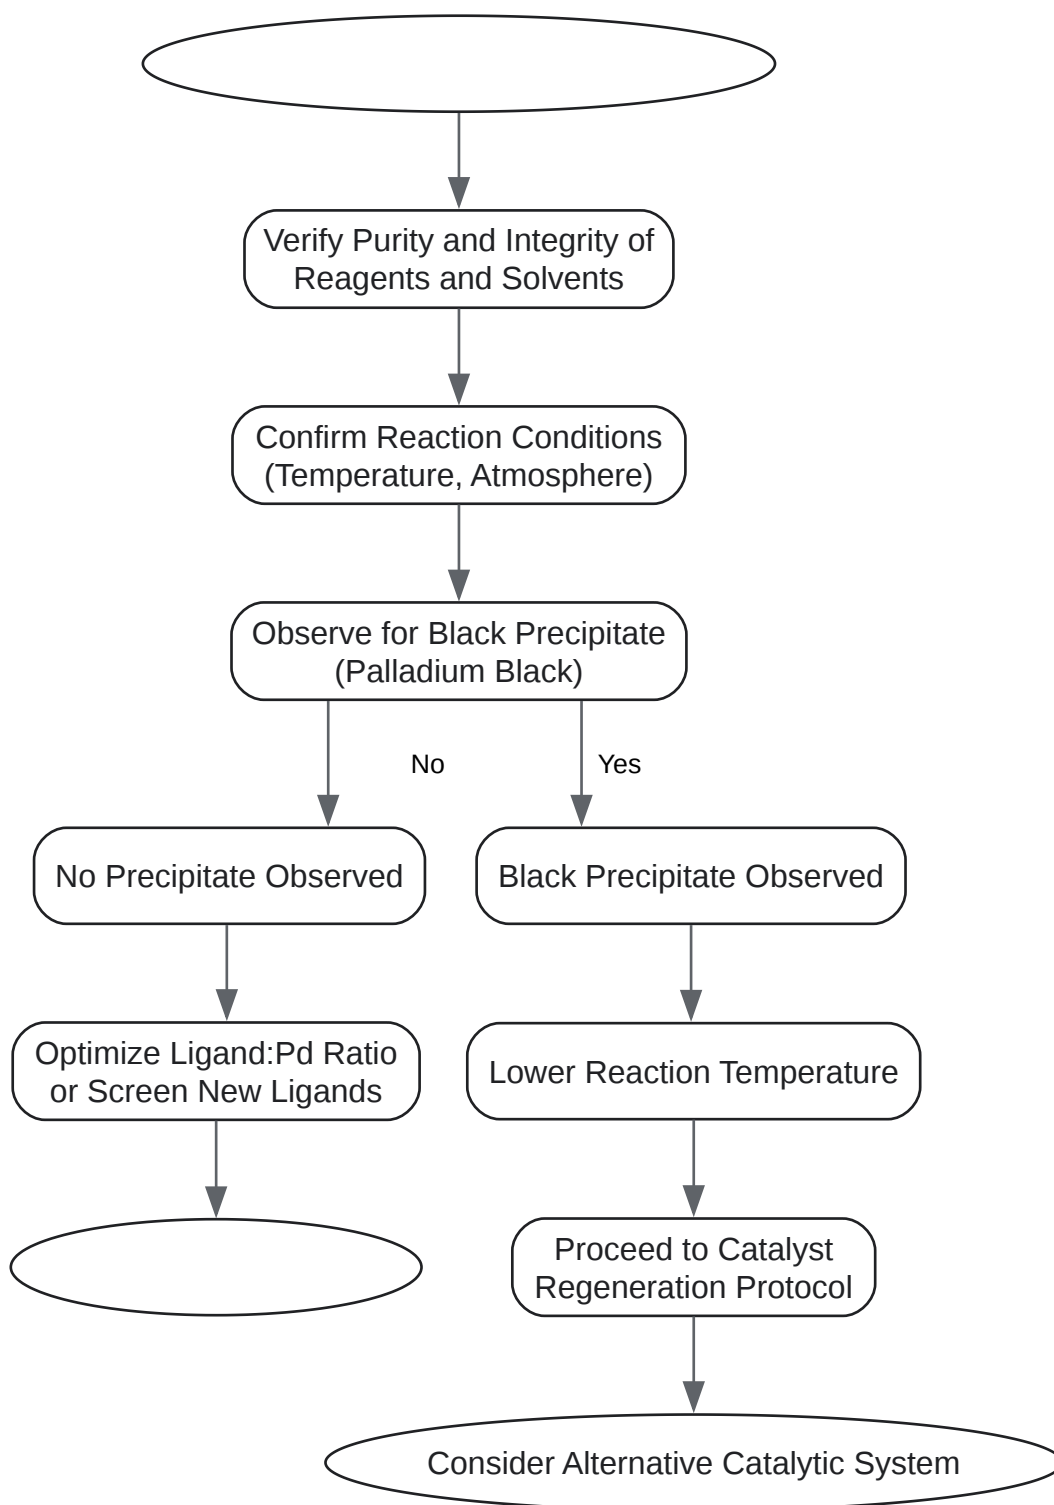 Verify Purity and Integrity of
Reagents and Solvents
Confirm Reaction Conditions
(Temperature, Atmosphere)
Observe for Black Precipitate
(Palladium Black)
No
Yes
No Precipitate Observed
Black Precipitate Observed
Optimize Ligand:Pd Ratio
or Screen New Ligands
Lower Reaction Temperature
Proceed to Catalyst
Regeneration Protocol
Consider Alternative Catalytic System